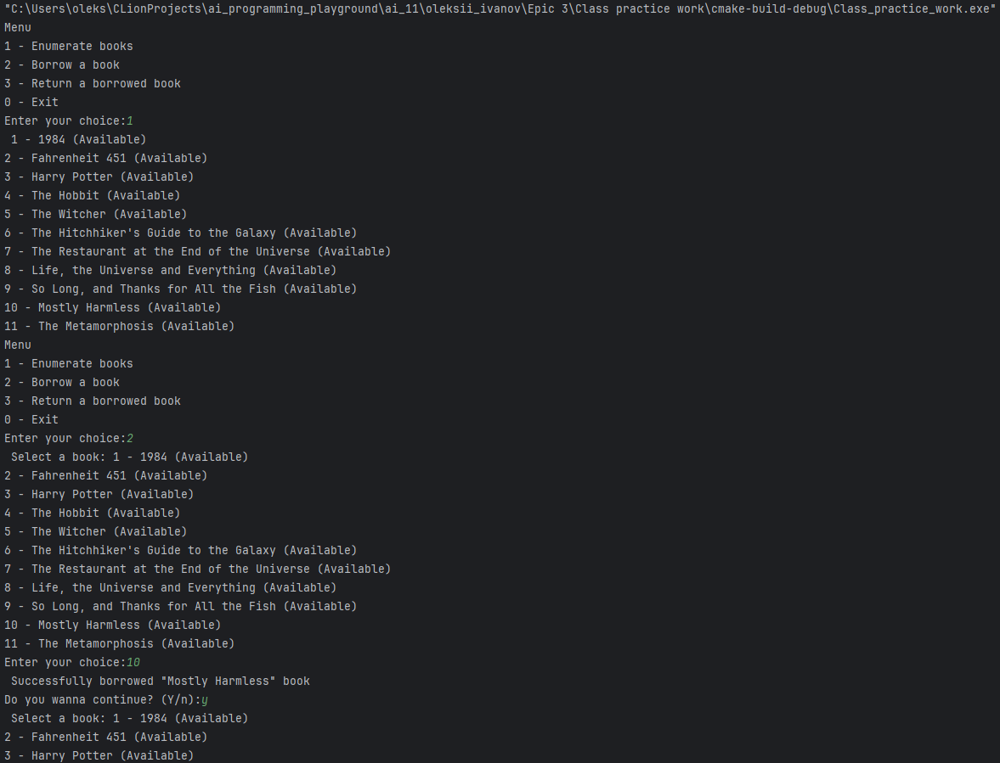 "C:\Users\oleks\CLionProjects\ai_programming_playground\ai_11\oleksii_ivanov\Epic 3\Class practice work\cmake-build-debug\Class_practice_work.exe"
Menu
1 - Enumerate books
2 - Borrow a book
3 - Return a borrowed book
0 - Exit
Enter your choice:1
 1 - 1984 (Available)
2 - Fahrenheit 451 (Available)
3 - Harry Potter (Available)
4 - The Hobbit (Available)
5 - The Witcher (Available)
6 - The Hitchhiker's Guide to the Galaxy (Available)
7 - The Restaurant at the End of the Universe (Available)
8 - Life, the Universe and Everything (Available)
9 - So Long, and Thanks for All the Fish (Available)
10 - Mostly Harmless (Available)
11 - The Metamorphosis (Available)
Menu
1 - Enumerate books
2 - Borrow a book
3 - Return a borrowed book
0 - Exit
Enter your choice:2
 Select a book: 1 - 1984 (Available)
2 - Fahrenheit 451 (Available)
3 - Harry Potter (Available)
4 - The Hobbit (Available)
5 - The Witcher (Available)
6 - The Hitchhiker's Guide to the Galaxy (Available)
7 - The Restaurant at the End of the Universe (Available)
8 - Life, the Universe and Everything (Available)
9 - So Long, and Thanks for All the Fish (Available)
10 - Mostly Harmless (Available)
11 - The Metamorphosis (Available)
Enter your choice:10
 Successfully borrowed "Mostly Harmless" book
Do you wanna continue? (Y/n):y
 Select a book: 1 - 1984 (Available)
2 - Fahrenheit 451 (Available)
3 - Harry Potter (Available)